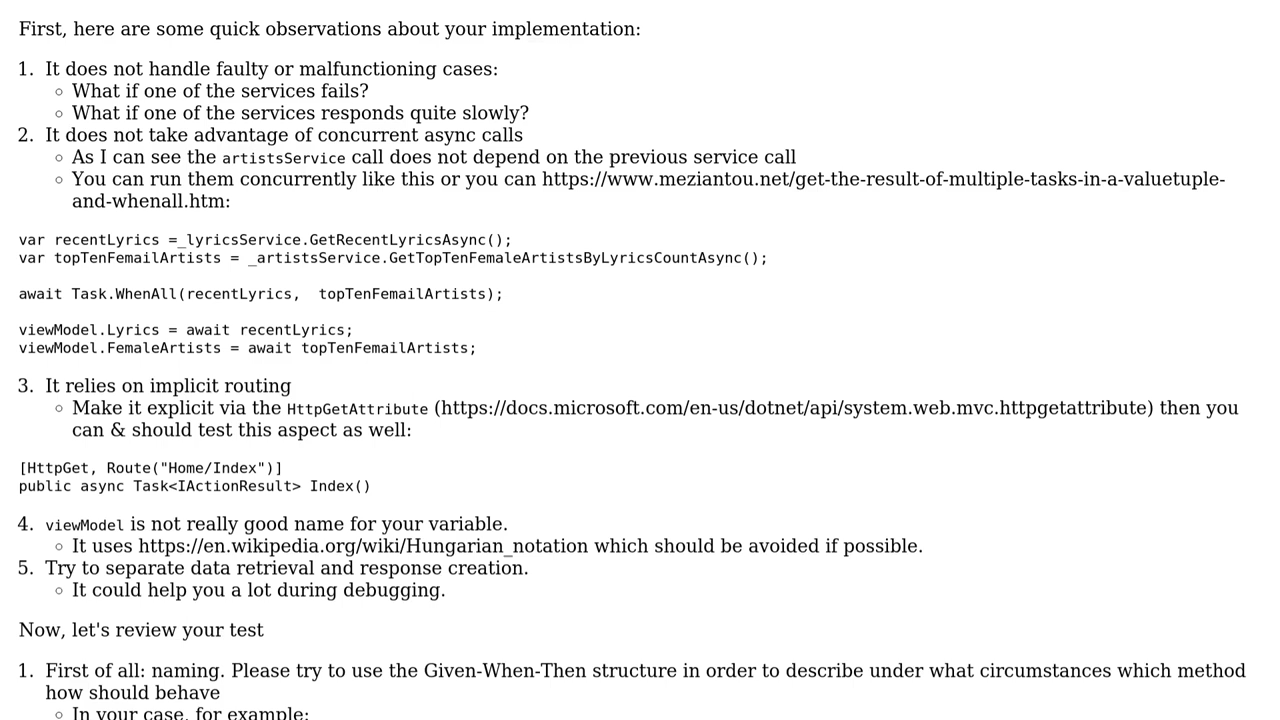 First, here are some quick observations about your implementation:
1. It does not handle faulty or malfunctioning cases:
◦ What if one of the services fails?
◦ What if one of the services responds quite slowly?
2. It does not take advantage of concurrent async calls
◦ As I can see the artistsService call does not depend on the previous service call
◦ You can run them concurrently like this or you can https://www.meziantou.net/get-the-result-of-multiple-tasks-in-a-valuetuple-
and-whenall.htm:
var recentLyrics =_lyricsService.GetRecentLyricsAsync();
var topTenFemailArtists = _artistsService.GetTopTenFemaleArtistsByLyricsCountAsync();
await Task.WhenAll(recentLyrics,  topTenFemailArtists);
viewModel.Lyrics = await recentLyrics;
viewModel.FemaleArtists = await topTenFemailArtists;
3. It relies on implicit routing
◦ Make it explicit via the HttpGetAttribute (https://docs.microsoft.com/en-us/dotnet/api/system.web.mvc.httpgetattribute) then you
can & should test this aspect as well:
[HttpGet, Route("Home/Index")]
public async Task<IActionResult> Index()
4. viewModel is not really good name for your variable.
◦ It uses https://en.wikipedia.org/wiki/Hungarian_notation which should be avoided if possible.
5. Try to separate data retrieval and response creation.
◦ It could help you a lot during debugging.
Now, let's review your test
1. First of all: naming. Please try to use the Given-When-Then structure in order to describe under what circumstances which method
how should behave
◦ In your case, for example: